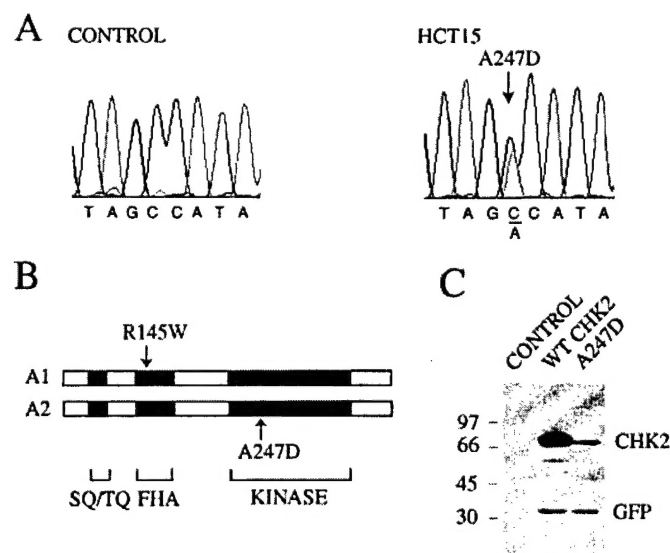 A
CONTROL
HCT15
A247D
T A G C C A T A
T A G C C A T A
A
B
R145W
A1
A2
A247D
SQ/TQ FHA KINASE
C
CONTROL
WT CHK2
A247D
97
66
45
30
CHK2
GFP